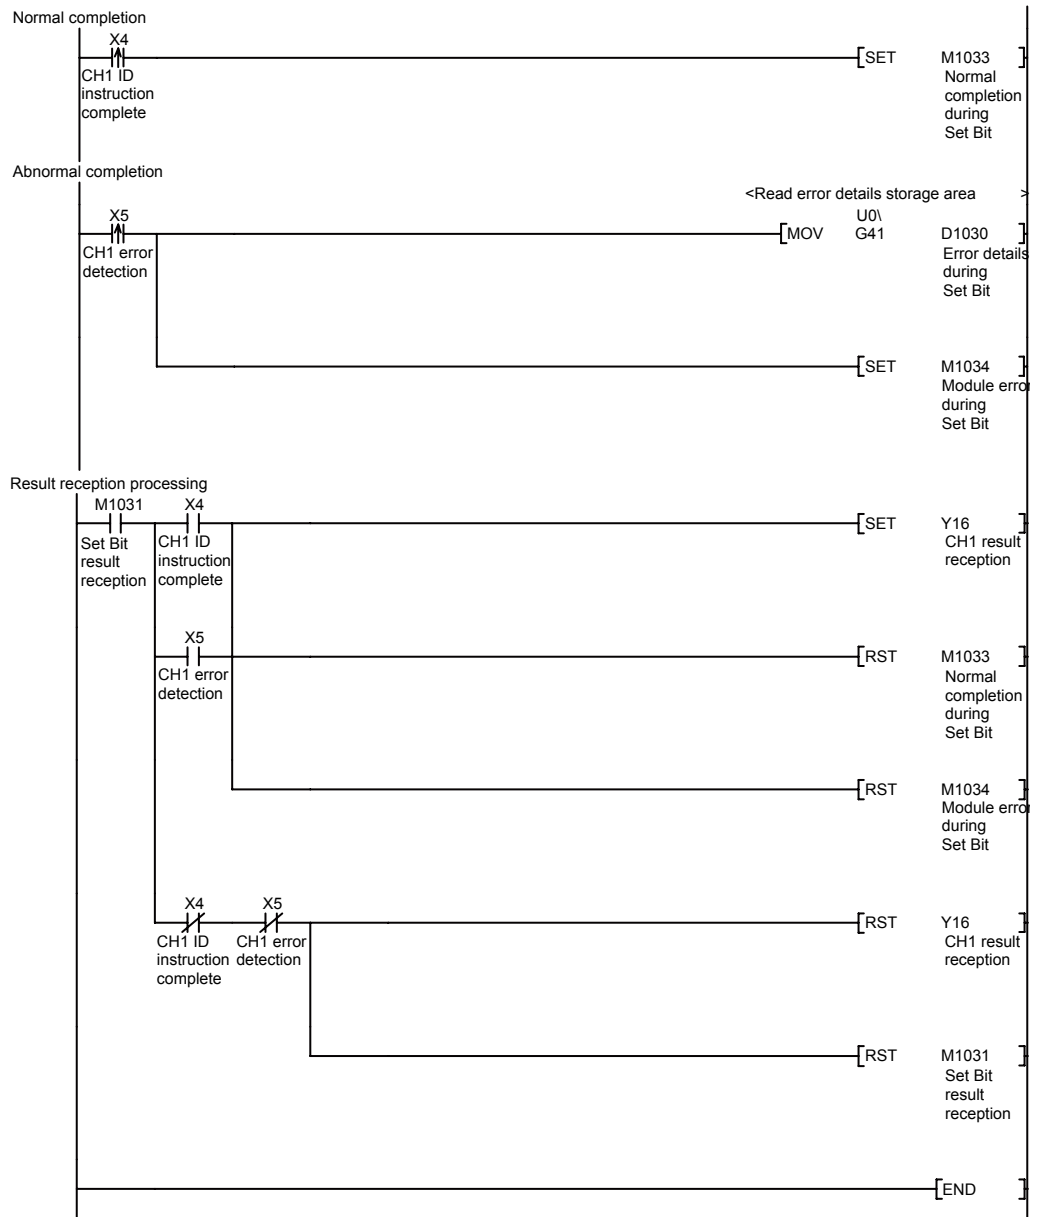 Normal completion
X4
[SET M1033 ]
CH1 ID
instruction
complete
Normal
completion
during
Set Bit
Abnormal completion
<Read error details storage area >
X5
U0\
[MOV G41 D1030 ]
CH1 error
detection
Error details
during
Set Bit
[SET M1034 ]
Module error
during
Set Bit
Result reception processing
M1031 X4
[SET Y16 ]
Set Bit
result
reception
CH1 ID
instruction
complete
CH1 result
reception
X5
[RST M1033 ]
CH1 error
detection
Normal
completion
during
Set Bit
[RST M1034 ]
Module error
during
Set Bit
X4 X5
[RST Y16 ]
CH1 ID
instruction
complete
CH1 error
detection
CH1 result
reception
[RST M1031 ]
Set Bit
result
reception
[END ]